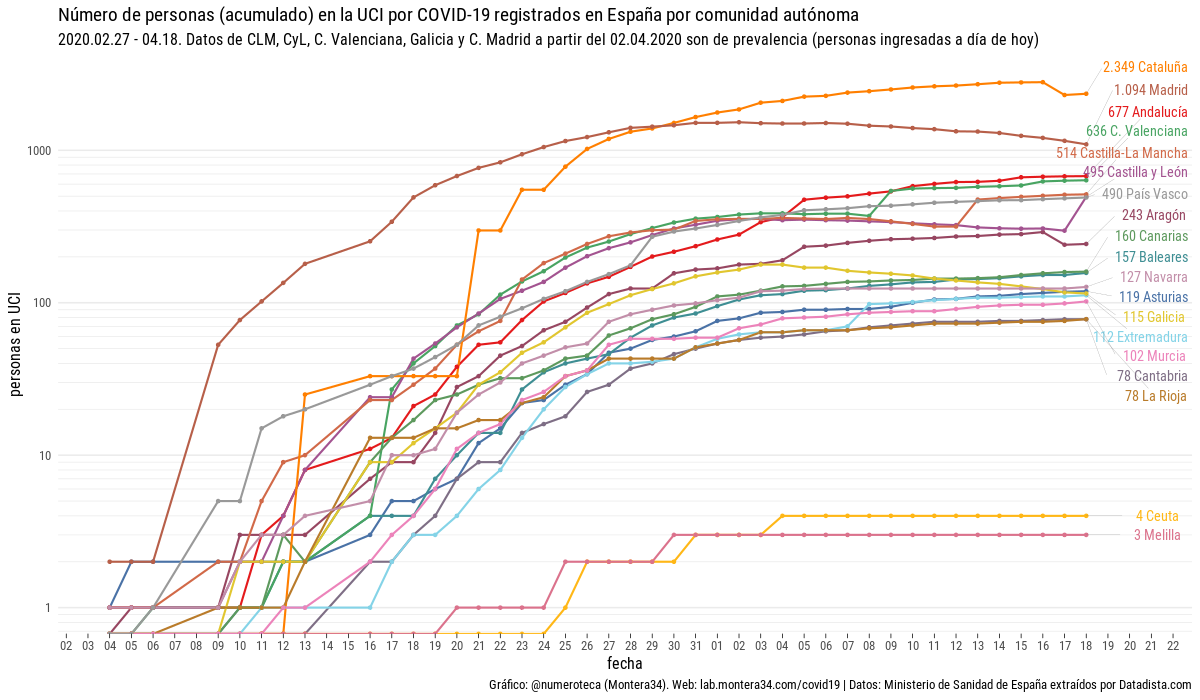 Número de personas (acumulado) en la UCI por COVID-19 registrados en España por comunidad autónoma
2020.02.27 - 04.18. Datos de CLM, CyL, C. Valenciana, Galicia y C. Madrid a partir del 02.04.2020 son de prevalencia (personas ingresadas a día de hoy)
personas en UCI
1000
100
10
1
2.349 Cataluña
1.094 Madrid
677 Andalucía
636 C. Valenciana
514 Castilla-La Mancha
495 Castilla y León
490 País Vasco
243 Aragón
160 Canarias
157 Baleares
127 Navarra
119 Asturias
115 Galicia
112 Extremadura
102 Murcia
78 Cantabria
78 La Rioja
4 Ceuta
3 Melilla
02 03 04 05 06 07 08 09 10 11 12 13 14 15 16 17 18 19 20 21 22 23 24 25 26 27 28 29 30 31 01 02 03 04 05 06 07 08 09 10 11 12 13 14 15 16 17 18 19 20 21 22
fecha
Gráfico: @numeroteca (Montera34). Web: lab.montera34.com/covid19 | Datos: Ministerio de Sanidad de España extraídos por Datadista.com